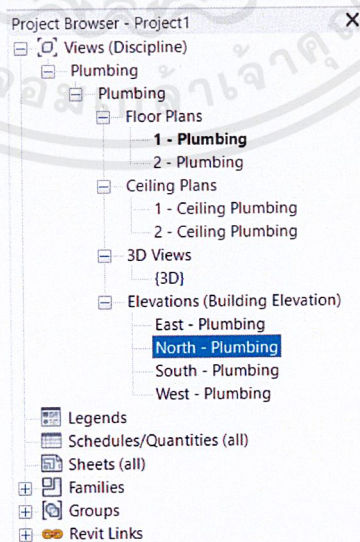 Project Browser - Project1
Views (Discipline)
Plumbing
Plumbing
Floor Plans
1 - Plumbing
2 - Plumbing
Ceiling Plans
1 - Ceiling Plumbing
2 - Ceiling Plumbing
3D Views
{3D}
Elevations (Building Elevation)
East - Plumbing
North - Plumbing
South - Plumbing
West - Plumbing
Legends
Schedules/Quantities (all)
Sheets (all)
Families
Groups
Revit Links